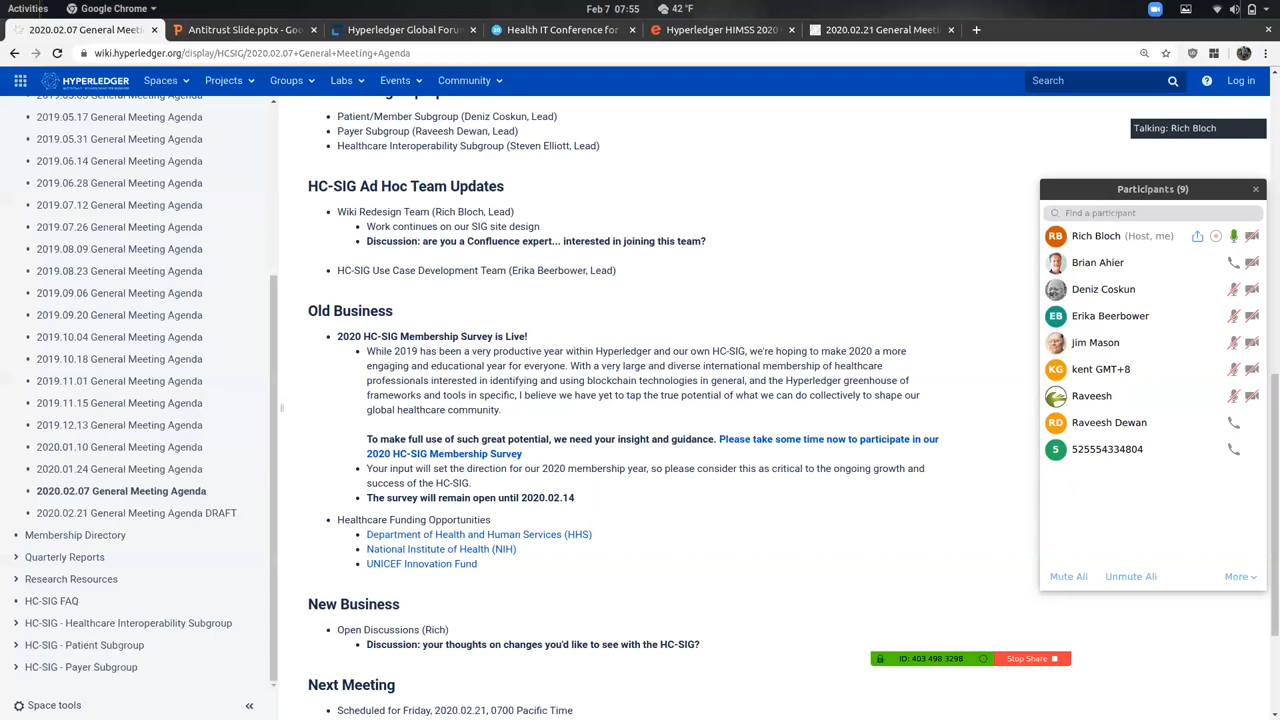 Activities
Google Chrome
Feb 7 07:55
42 °F
2020.02.07 General Meeting
Antitrust Slide.pptx - Goo
Hyperledger Global Forum
Health IT Conference for
Hyperledger HIMSS 2020
2020.02.21 General Meeti
wiki.hyperledger.org/display/HCSIG/2020.02.07+General+Meeting+Agenda
HYPERLEDGER
Spaces
Projects
Groups
Labs
Events
Community
Search
Log in
2019.05.17 General Meeting Agenda
2019.05.31 General Meeting Agenda
2019.06.14 General Meeting Agenda
2019.06.28 General Meeting Agenda
2019.07.12 General Meeting Agenda
2019.07.26 General Meeting Agenda
2019.08.09 General Meeting Agenda
2019.08.23 General Meeting Agenda
2019.09.06 General Meeting Agenda
2019.09.20 General Meeting Agenda
2019.10.04 General Meeting Agenda
2019.10.18 General Meeting Agenda
2019.11.01 General Meeting Agenda
2019.11.15 General Meeting Agenda
2019.12.13 General Meeting Agenda
2020.01.10 General Meeting Agenda
2020.01.24 General Meeting Agenda
2020.02.07 General Meeting Agenda
2020.02.21 General Meeting Agenda DRAFT
Membership Directory
Quarterly Reports
Research Resources
HC-SIG FAQ
HC-SIG - Healthcare Interoperability Subgroup
HC-SIG - Patient Subgroup
HC-SIG - Payer Subgroup
Space tools
Patient/Member Subgroup (Deniz Coskun, Lead)
Payer Subgroup (Raveesh Dewan, Lead)
Healthcare Interoperability Subgroup (Steven Elliott, Lead)
HC-SIG Ad Hoc Team Updates
Wiki Redesign Team (Rich Bloch, Lead)
Work continues on our SIG site design
Discussion: are you a Confluence expert... interested in joining this team?
HC-SIG Use Case Development Team (Erika Beerbower, Lead)
Old Business
2020 HC-SIG Membership Survey is Live!
While 2019 has been a very productive year within Hyperledger and our own HC-SIG, we're hoping to make 2020 a more
engaging and educational year for everyone. With a very large and diverse international membership of healthcare
professionals interested in identifying and using blockchain technologies in general, and the Hyperledger greenhouse of
frameworks and tools in specific, I believe we have yet to tap the true potential of what we can do collectively to shape our
global healthcare community.
To make full use of such great potential, we need your insight and guidance. Please take some time now to participate in our
2020 HC-SIG Membership Survey
Your input will set the direction for our 2020 membership year, so please consider this as critical to the ongoing growth and
success of the HC-SIG.
The survey will remain open until 2020.02.14
Healthcare Funding Opportunities
Department of Health and Human Services (HHS)
National Institute of Health (NIH)
UNICEF Innovation Fund
New Business
Open Discussions (Rich)
Discussion: your thoughts on changes you'd like to see with the HC-SIG?
Next Meeting
Scheduled for Friday, 2020.02.21, 0700 Pacific Time
Talking: Rich Bloch
Participants (9)
Find a participant
RB Rich Bloch (Host, me)
Brian Ahier
Deniz Coskun
EB Erika Beerbower
Jim Mason
KG kent GMT+8
Raveesh
RD Raveesh Dewan
5 525554334804
Mute All
Unmute All
More
ID: 403 498 3298
Stop Share